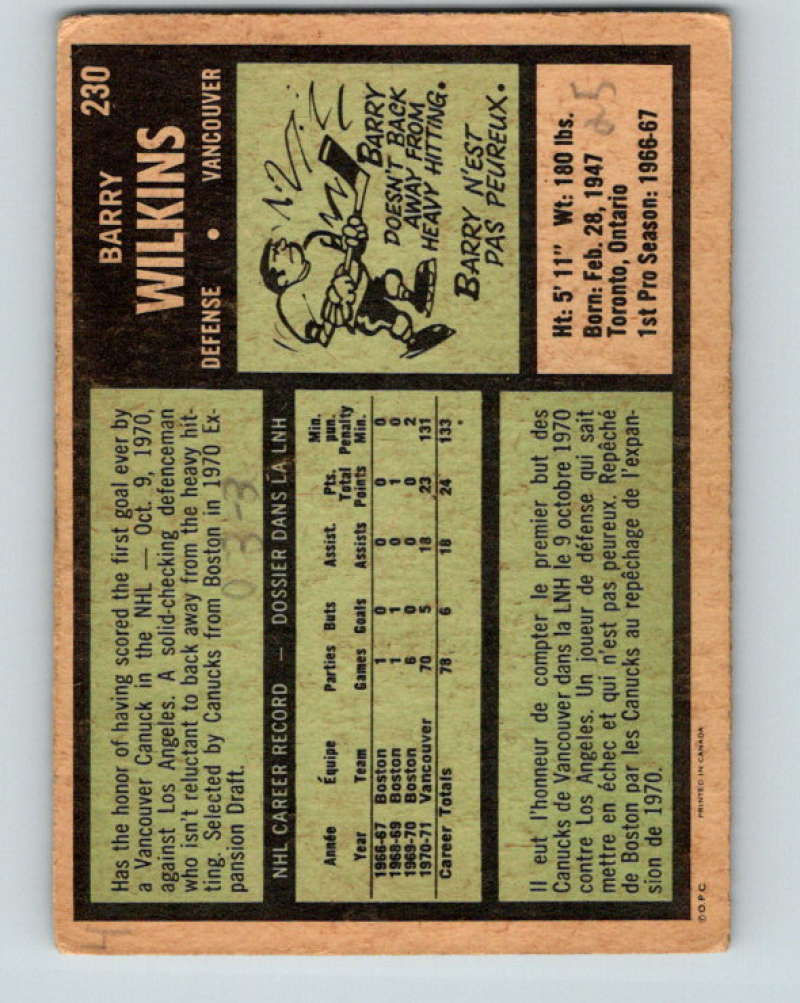 230
BARRY
WILKINS
DEFENSE • VANCOUVER
Has the honor of having scored the first goal ever by
a Vancouver Canuck in the NHL — Oct. 9, 1970,
against Los Angeles. A solid-checking defenceman
who isn't reluctant to back away from the heavy hit-
ting. Selected by Canucks from Boston in 1970 Ex-
pansion Draft.
03-3
BARRY
DOESN'T BACK
AWAY FROM
HEAVY HITTING.
BARRY N'EST
PAS PEUREUX.
NHL CAREER RECORD — DOSSIER DANS LA LNH
Année Équipe Parties Buts Assist. Pts. Total Min. pun. Penalty
Year Team Games Goals Assists Points Min.
1966-67 Boston 1 0 0 0 0
1968-69 Boston 1 1 0 1 0
1969-70 Boston 6 0 0 0 2
1970-71 Vancouver 70 5 18 23 131
Career Totals 78 6 18 24 133
Ht: 5' 11" Wt: 180 lbs.
Born: Feb. 28, 1947
Toronto, Ontario
1st Pro Season: 1966-67
25
Il eut l'honneur de compter le premier but des
Canucks de Vancouver dans la LNH le 9 octobre 1970
contre Los Angeles. Un joueur de défense qui sait
mettre en échec et qui n'est pas peureux. Repêché
de Boston par les Canucks au repêchage de l'expan-
sion de 1970.
©O.P.C. PRINTED IN CANADA